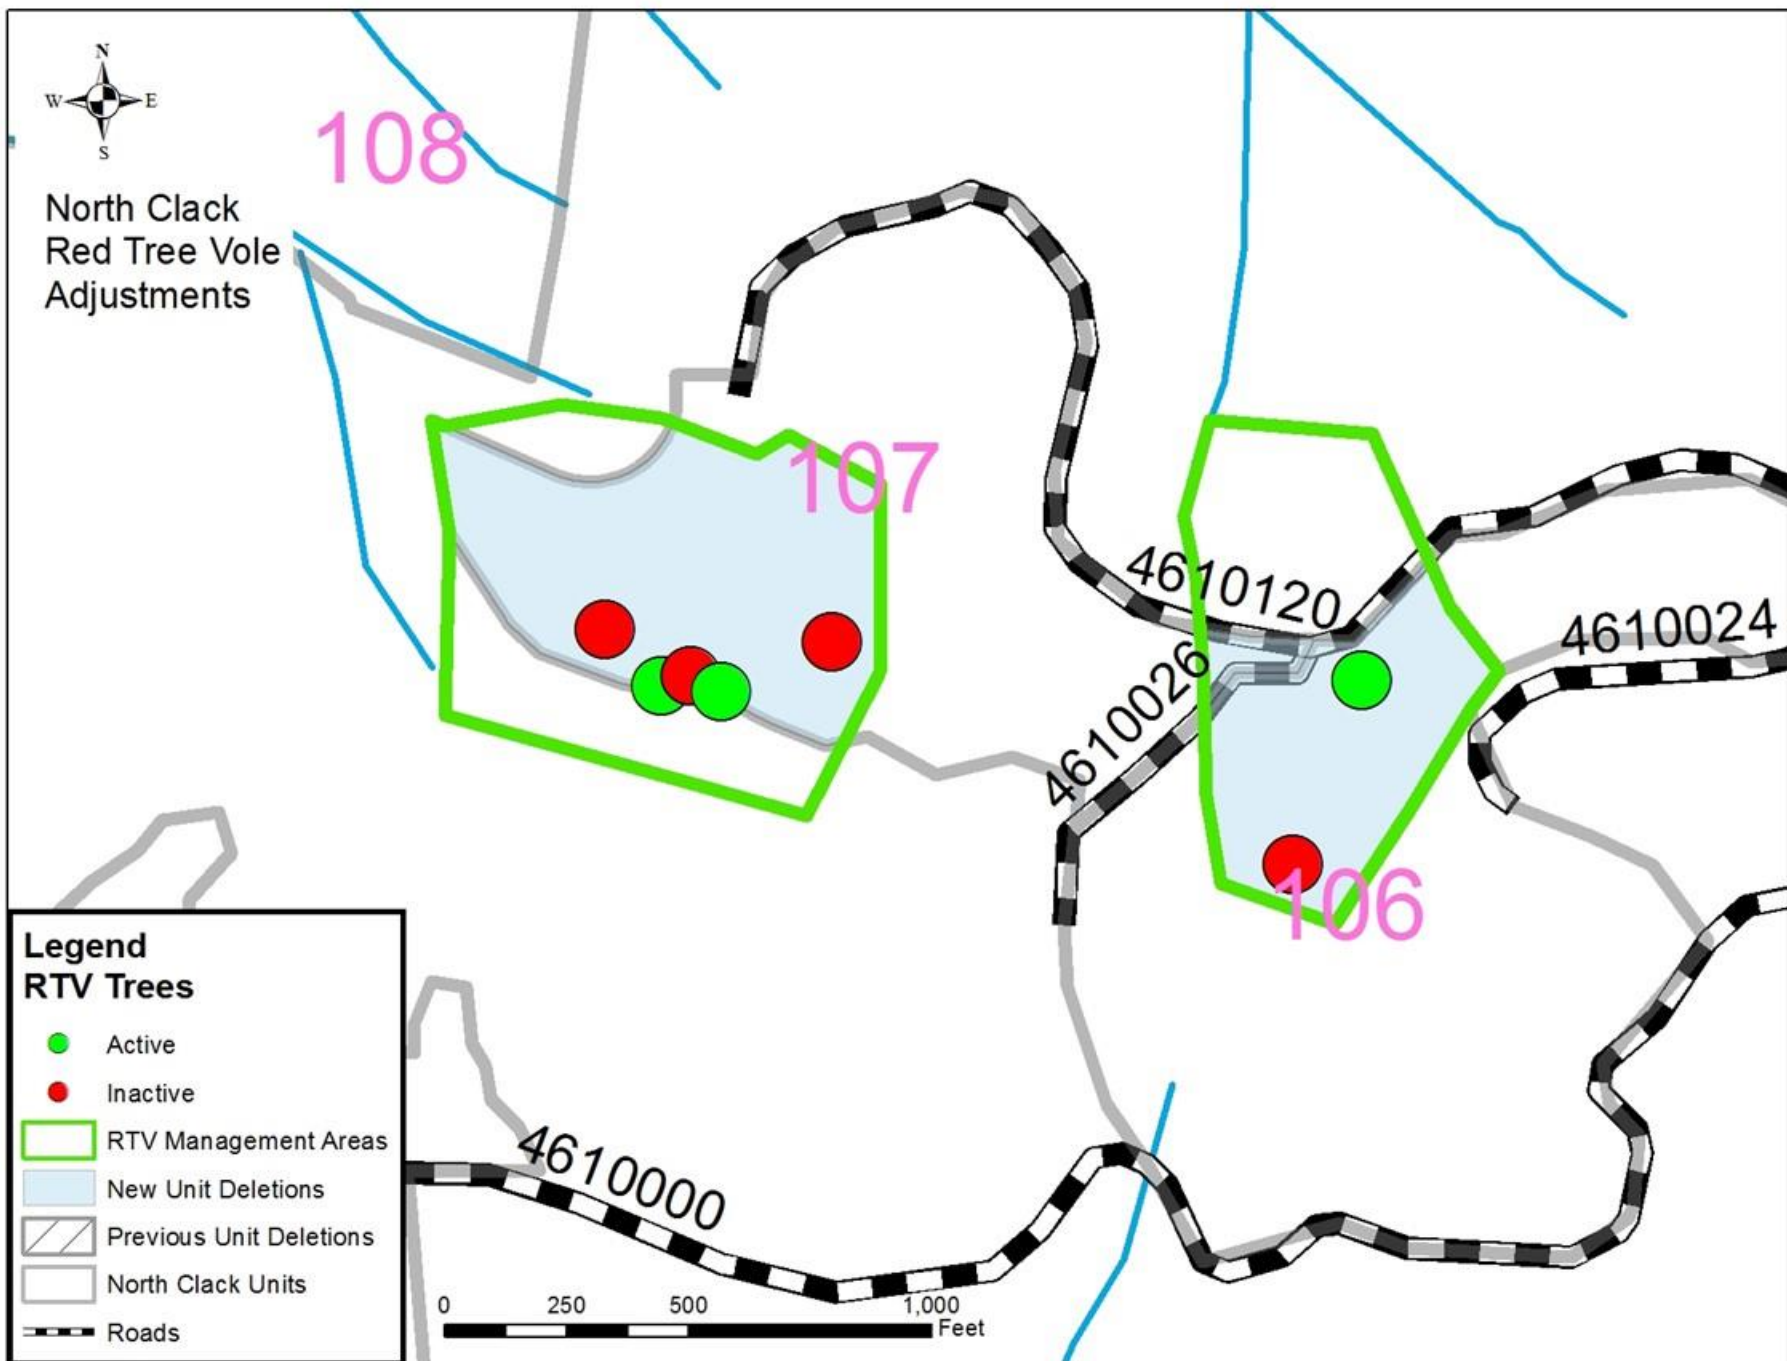 N
W E
S
108
North Clack
Red Tree Vole
Adjustments
107
4610120
4610024
4610026
106
4610000
Legend
RTV Trees
Active
Inactive
RTV Management Areas
New Unit Deletions
Previous Unit Deletions
North Clack Units
Roads
0 250 500 1,000
Feet